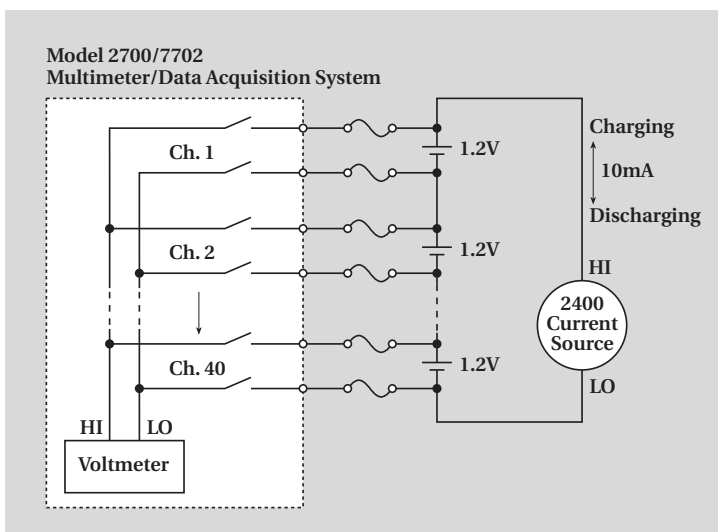 Model 2700/7702
Multimeter/Data Acquisition System
Ch. 1
1.2V
Charging
10mA
Discharging
Ch. 2
1.2V
HI
2400
Current
Source
LO
Ch. 40
1.2V
HI LO
Voltmeter